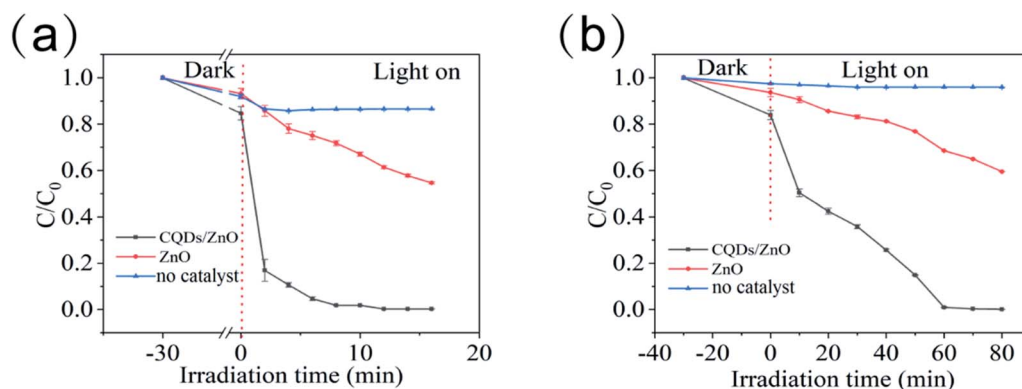 (a)
Dark
Light on
1.0
0.8
0.6
0.4
0.2
0.0
C/C0
CQDs/ZnO
ZnO
no catalyst
-30
0
10
20
Irradiation time (min)
(b)
Dark
Light on
1.0
0.8
0.6
0.4
0.2
0.0
C/C0
CQDs/ZnO
ZnO
no catalyst
-40
-20
0
20
40
60
80
Irradiation time (min)